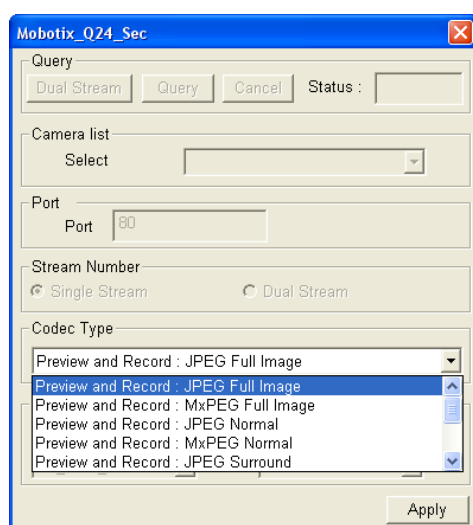 Mobotix_Q24_Sec
Query
Dual Stream Query Cancel Status :
Camera list
Select
Port
Port 80
Stream Number
Single Stream Dual Stream
Codec Type
Preview and Record : JPEG Full Image
Preview and Record : JPEG Full Image
Preview and Record : MxPEG Full Image
Preview and Record : JPEG Normal
Preview and Record : MxPEG Normal
Preview and Record : JPEG Surround
Apply